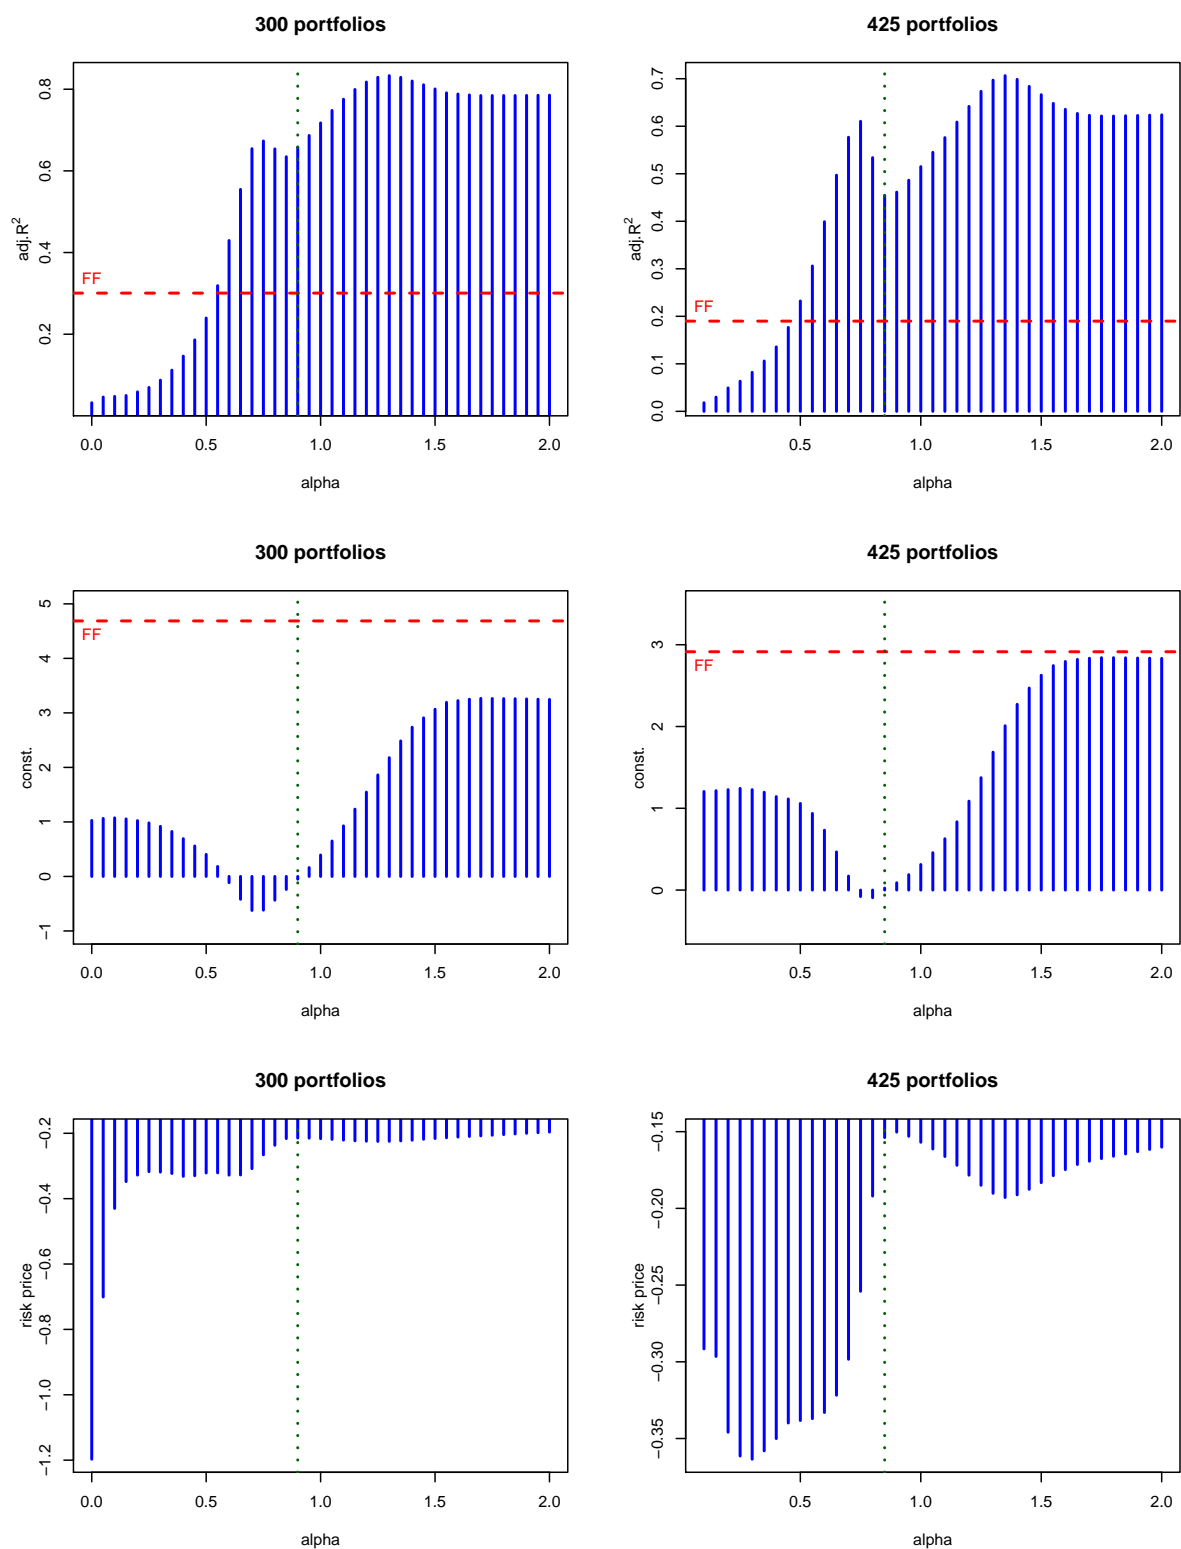 300 portfolios
adj.R²
0.2 0.4 0.6 0.8
FF
0.0 0.5 1.0 1.5 2.0
alpha
425 portfolios
adj.R²
0.0 0.1 0.2 0.3 0.4 0.5 0.6 0.7
FF
0.5 1.0 1.5 2.0
alpha
300 portfolios
const.
−1 0 1 2 3 4 5
FF
0.0 0.5 1.0 1.5 2.0
alpha
425 portfolios
const.
0 1 2 3
FF
0.5 1.0 1.5 2.0
alpha
300 portfolios
risk price
−1.2 −1.0 −0.8 −0.6 −0.4 −0.2
0.0 0.5 1.0 1.5 2.0
alpha
425 portfolios
risk price
−0.35 −0.30 −0.25 −0.20 −0.15
0.5 1.0 1.5 2.0
alpha